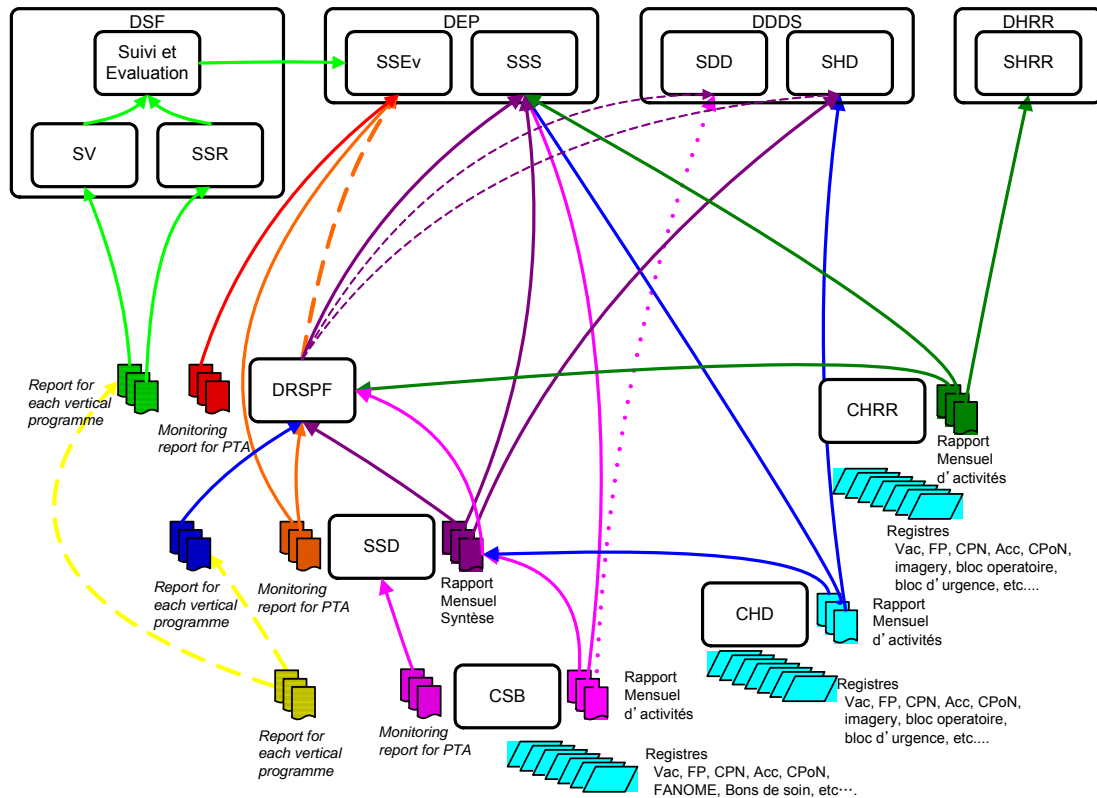 DSF
DEP
DDDS
DHRR
Suivi et
Evaluation
SSEv
SSS
SDD
SHD
SHRR
SV
SSR
Report for
each vertical
programme
Monitoring
report for PTA
DRSPF
CHRR
Rapport
Mensuel
d’activités
Registres
Vac, FP, CPN, Acc, CPoN,
imagery, bloc operatoire,
bloc d’urgence, etc....
Report for
each vertical
programme
Monitoring
report for PTA
SSD
Rapport
Mensuel
Syntèse
CHD
Rapport
Mensuel
d’activités
Registres
Vac, FP, CPN, Acc, CPoN,
imagery, bloc operatoire,
bloc d’urgence, etc....
Report for
each vertical
programme
Monitoring
report for PTA
CSB
Rapport
Mensuel
d’activités
Registres
Vac, FP, CPN, Acc, CPoN,
FANOME, Bons de soin, etc….